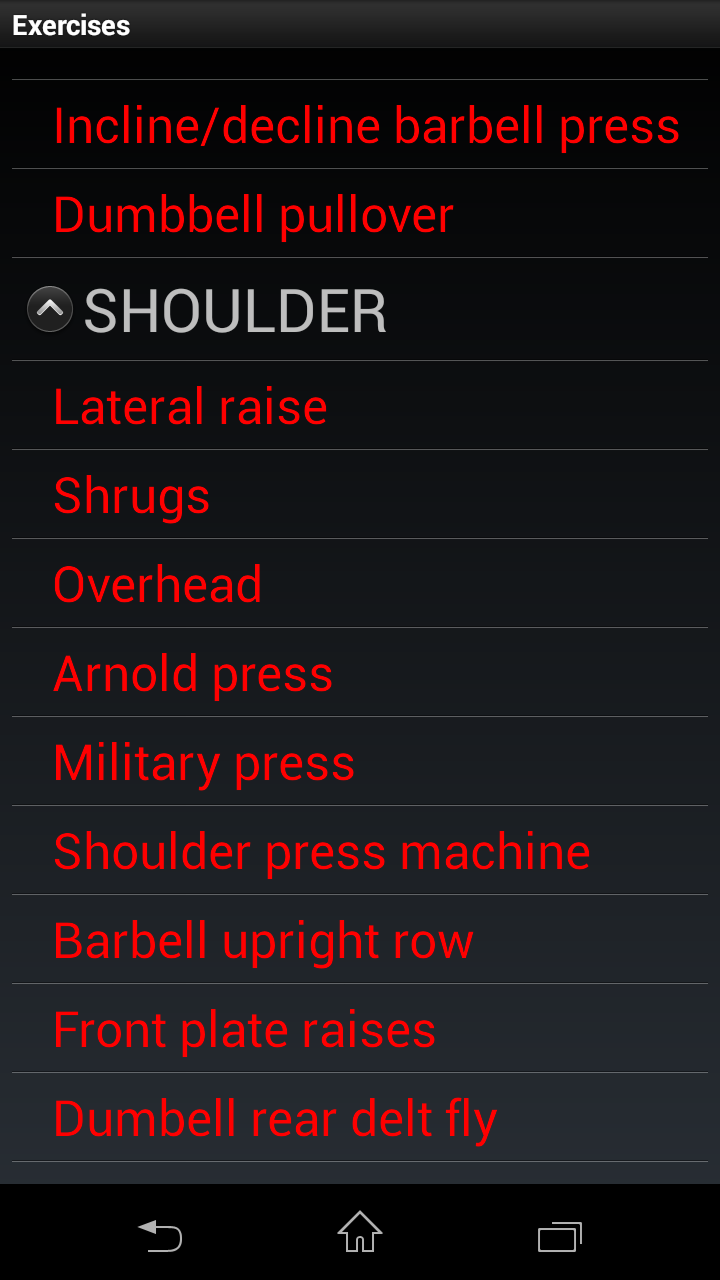 Exercises
Incline/decline barbell press
Dumbbell pullover
SHOULDER
Lateral raise
Shrugs
Overhead
Arnold press
Military press
Shoulder press machine
Barbell upright row
Front plate raises
Dumbell rear delt fly